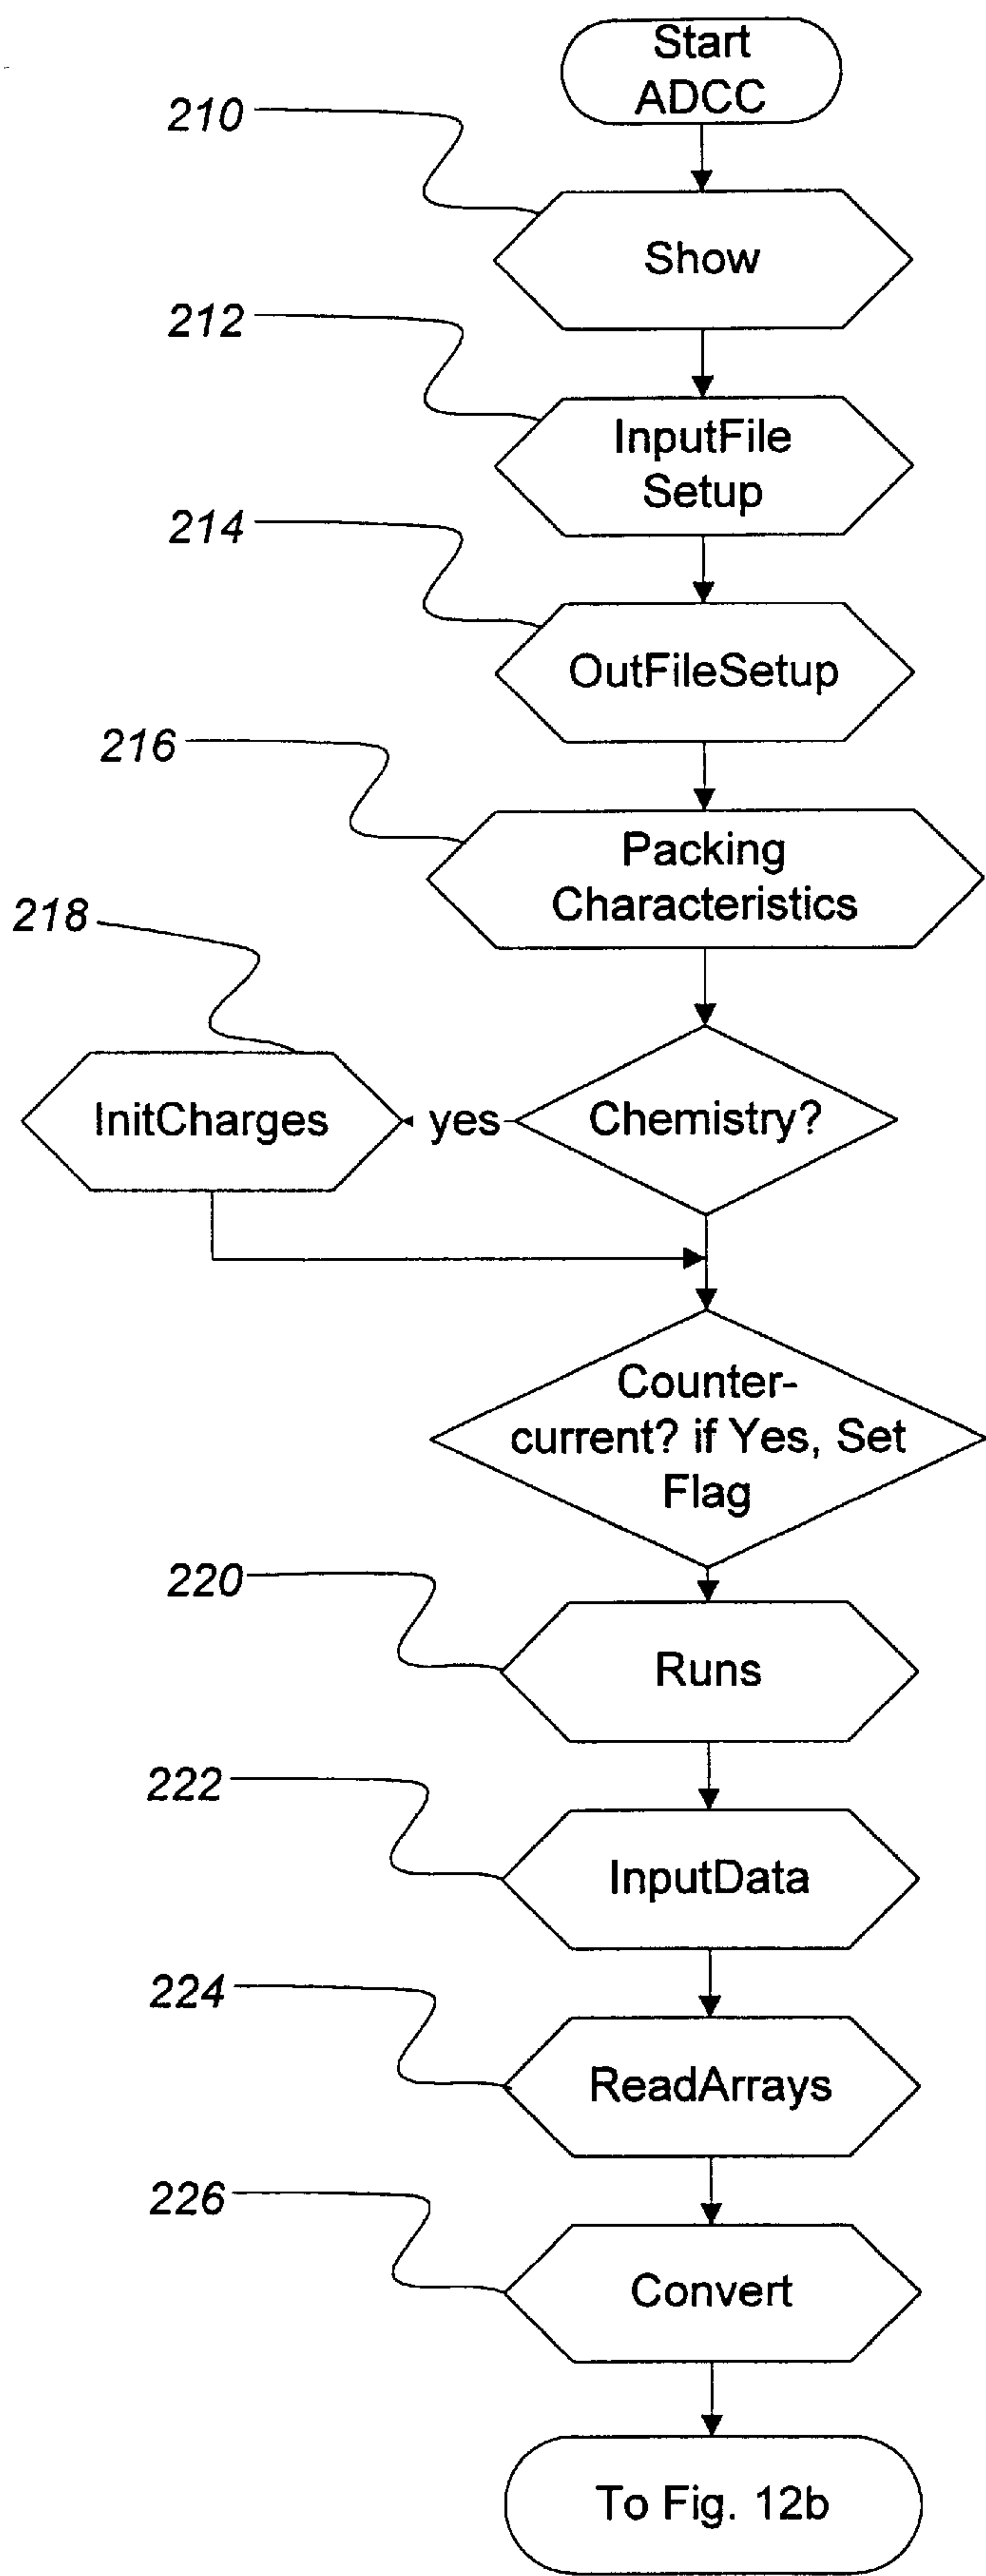 Start
ADCC
210
Show
212
InputFile
Setup
214
OutFileSetup
216
Packing
Characteristics
218
InitCharges
yes
Chemistry?
Counter-
current? if Yes, Set
Flag
220
Runs
222
InputData
224
ReadArrays
226
Convert
To Fig. 12b